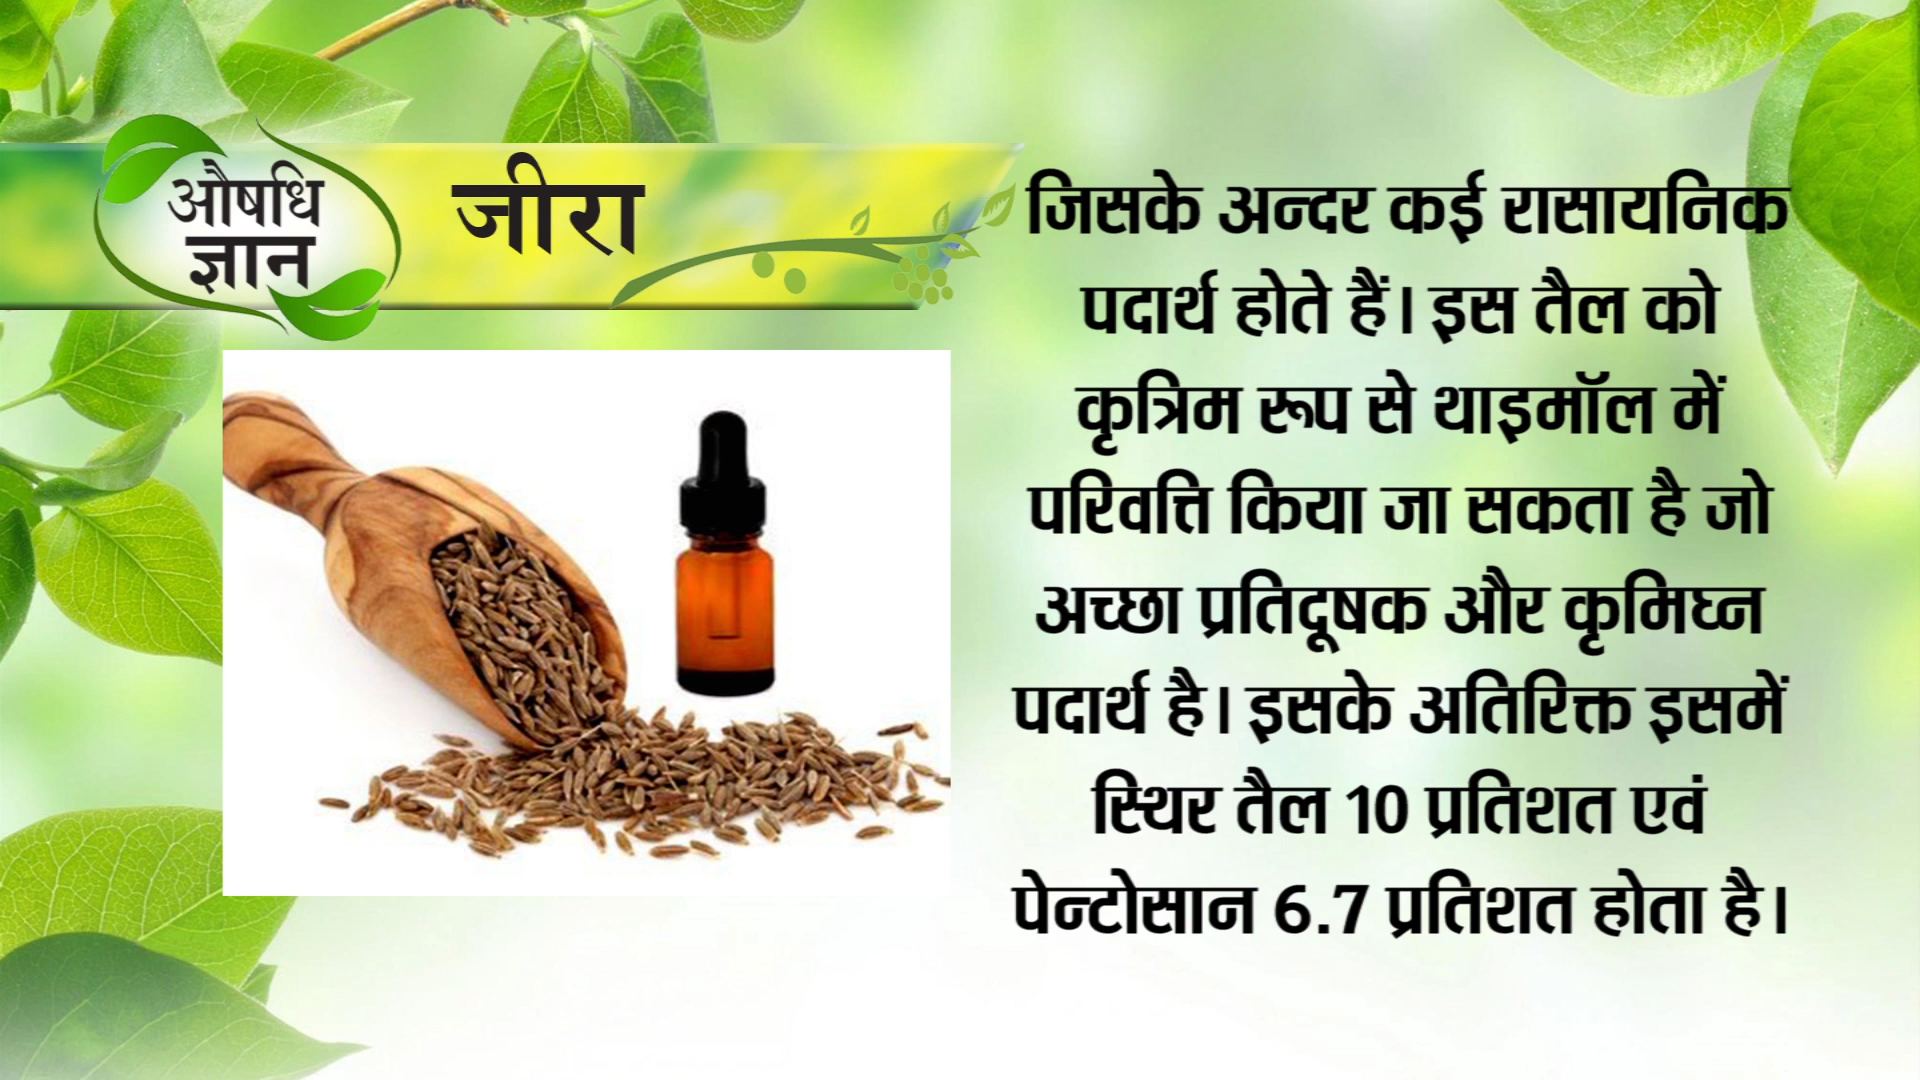 औषधि
ज्ञान
जीरा
जिसके अन्दर कई रासायनिक
पदार्थ होते हैं। इस तैल को
कृत्रिम रूप से थाइमॉल में
परिवत्ति किया जा सकता है जो
अच्छा प्रतिदूषक और कृमिघ्न
पदार्थ है। इसके अतिरिक्त इसमें
स्थिर तैल 10 प्रतिशत एवं
पेन्टोसान 6.7 प्रतिशत होता है।